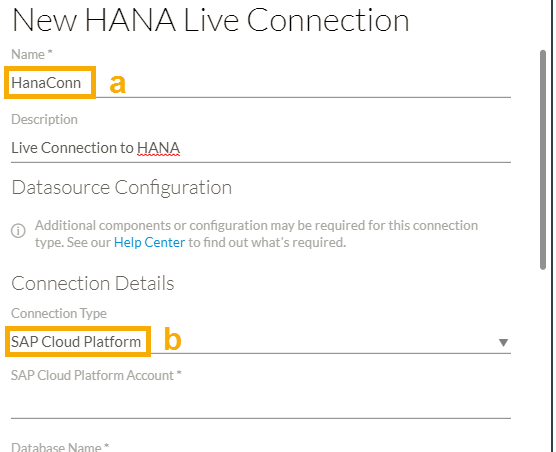 New HANA Live Connection
Name *
HanaConn a
Description
Live Connection to HANA
Datasource Configuration
Additional components or configuration may be required for this connection
type. See our Help Center to find out what's required.
Connection Details
Connection Type
SAP Cloud Platform b
SAP Cloud Platform Account *
Database Name *